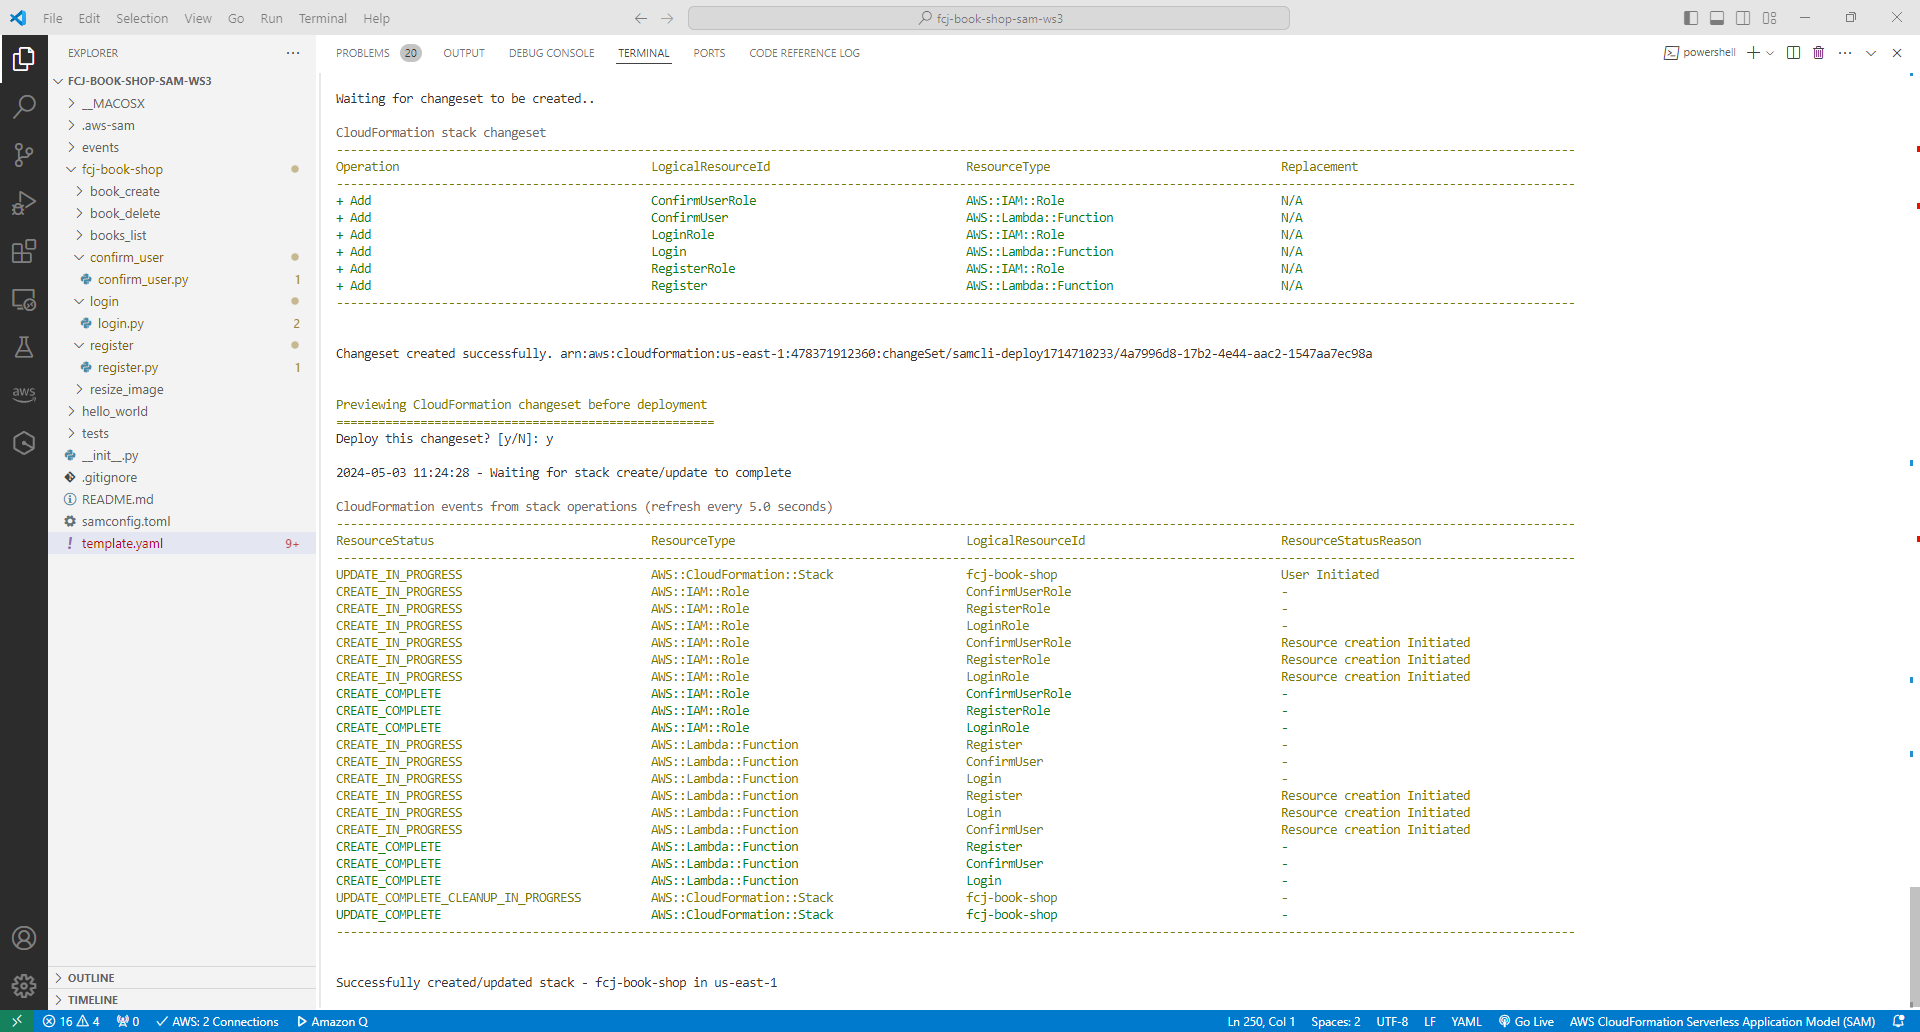 File Edit Selection View Go Run Terminal Help fcj-book-shop-sam-ws3
EXPLORER ...
FCJ-BOOK-SHOP-SAM-WS3
__MACOSX
.aws-sam
events
fcj-book-shop
book_create
book_delete
books_list
confirm_user
confirm_user.py 1
login
login.py 2
register
register.py 1
resize_image
hello_world
tests
__init__.py
.gitignore
README.md
samconfig.toml
! template.yaml 9+
OUTLINE
TIMELINE
aws
PROBLEMS 20 OUTPUT DEBUG CONSOLE TERMINAL PORTS CODE REFERENCE LOG powershell
Waiting for changeset to be created..
CloudFormation stack changeset
Operation LogicalResourceId ResourceType Replacement
+ Add ConfirmUserRole AWS::IAM::Role N/A
+ Add ConfirmUser AWS::Lambda::Function N/A
+ Add LoginRole AWS::IAM::Role N/A
+ Add Login AWS::Lambda::Function N/A
+ Add RegisterRole AWS::IAM::Role N/A
+ Add Register AWS::Lambda::Function N/A
Changeset created successfully. arn:aws:cloudformation:us-east-1:478371912360:changeSet/samcli-deploy1714710233/4a7996d8-17b2-4e44-aac2-1547aa7ec98a
Previewing CloudFormation changeset before deployment
======================================================
Deploy this changeset? [y/N]: y
2024-05-03 11:24:28 - Waiting for stack create/update to complete
CloudFormation events from stack operations (refresh every 5.0 seconds)
ResourceStatus ResourceType LogicalResourceId ResourceStatusReason
UPDATE_IN_PROGRESS AWS::CloudFormation::Stack fcj-book-shop User Initiated
CREATE_IN_PROGRESS AWS::IAM::Role ConfirmUserRole -
CREATE_IN_PROGRESS AWS::IAM::Role RegisterRole -
CREATE_IN_PROGRESS AWS::IAM::Role LoginRole -
CREATE_IN_PROGRESS AWS::IAM::Role ConfirmUserRole Resource creation Initiated
CREATE_IN_PROGRESS AWS::IAM::Role RegisterRole Resource creation Initiated
CREATE_IN_PROGRESS AWS::IAM::Role LoginRole Resource creation Initiated
CREATE_COMPLETE AWS::IAM::Role ConfirmUserRole -
CREATE_COMPLETE AWS::IAM::Role RegisterRole -
CREATE_COMPLETE AWS::IAM::Role LoginRole -
CREATE_IN_PROGRESS AWS::Lambda::Function Register -
CREATE_IN_PROGRESS AWS::Lambda::Function ConfirmUser -
CREATE_IN_PROGRESS AWS::Lambda::Function Login -
CREATE_IN_PROGRESS AWS::Lambda::Function Register Resource creation Initiated
CREATE_IN_PROGRESS AWS::Lambda::Function Login Resource creation Initiated
CREATE_IN_PROGRESS AWS::Lambda::Function ConfirmUser Resource creation Initiated
CREATE_COMPLETE AWS::Lambda::Function Register -
CREATE_COMPLETE AWS::Lambda::Function ConfirmUser -
CREATE_COMPLETE AWS::Lambda::Function Login -
UPDATE_COMPLETE_CLEANUP_IN_PROGRESS AWS::CloudFormation::Stack fcj-book-shop -
UPDATE_COMPLETE AWS::CloudFormation::Stack fcj-book-shop -
Successfully created/updated stack - fcj-book-shop in us-east-1
16 4 0 AWS: 2 Connections Amazon Q Ln 250, Col 1 Spaces: 2 UTF-8 LF YAML Go Live AWS CloudFormation Serverless Application Model (SAM)